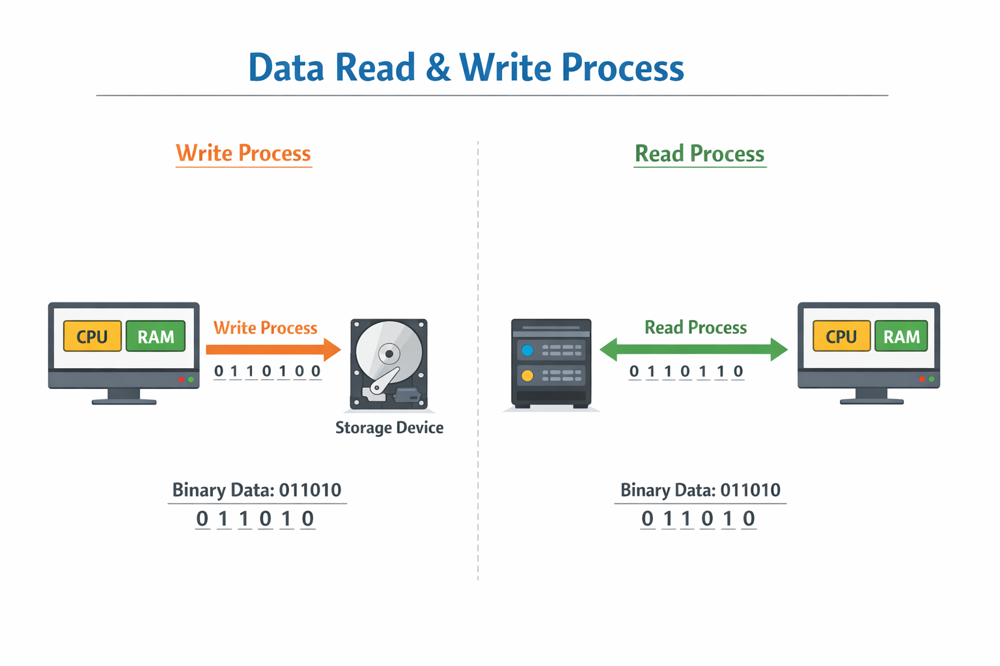 Data Read & Write Process
Write Process
CPU RAM
Write Process
0 1 1 0 1 0 0
Storage Device
Binary Data: 011010
0 1 1 0 1 0
Read Process
Read Process
0 1 1 0 1 1 0
CPU RAM
Binary Data: 011010
0 1 1 0 1 0